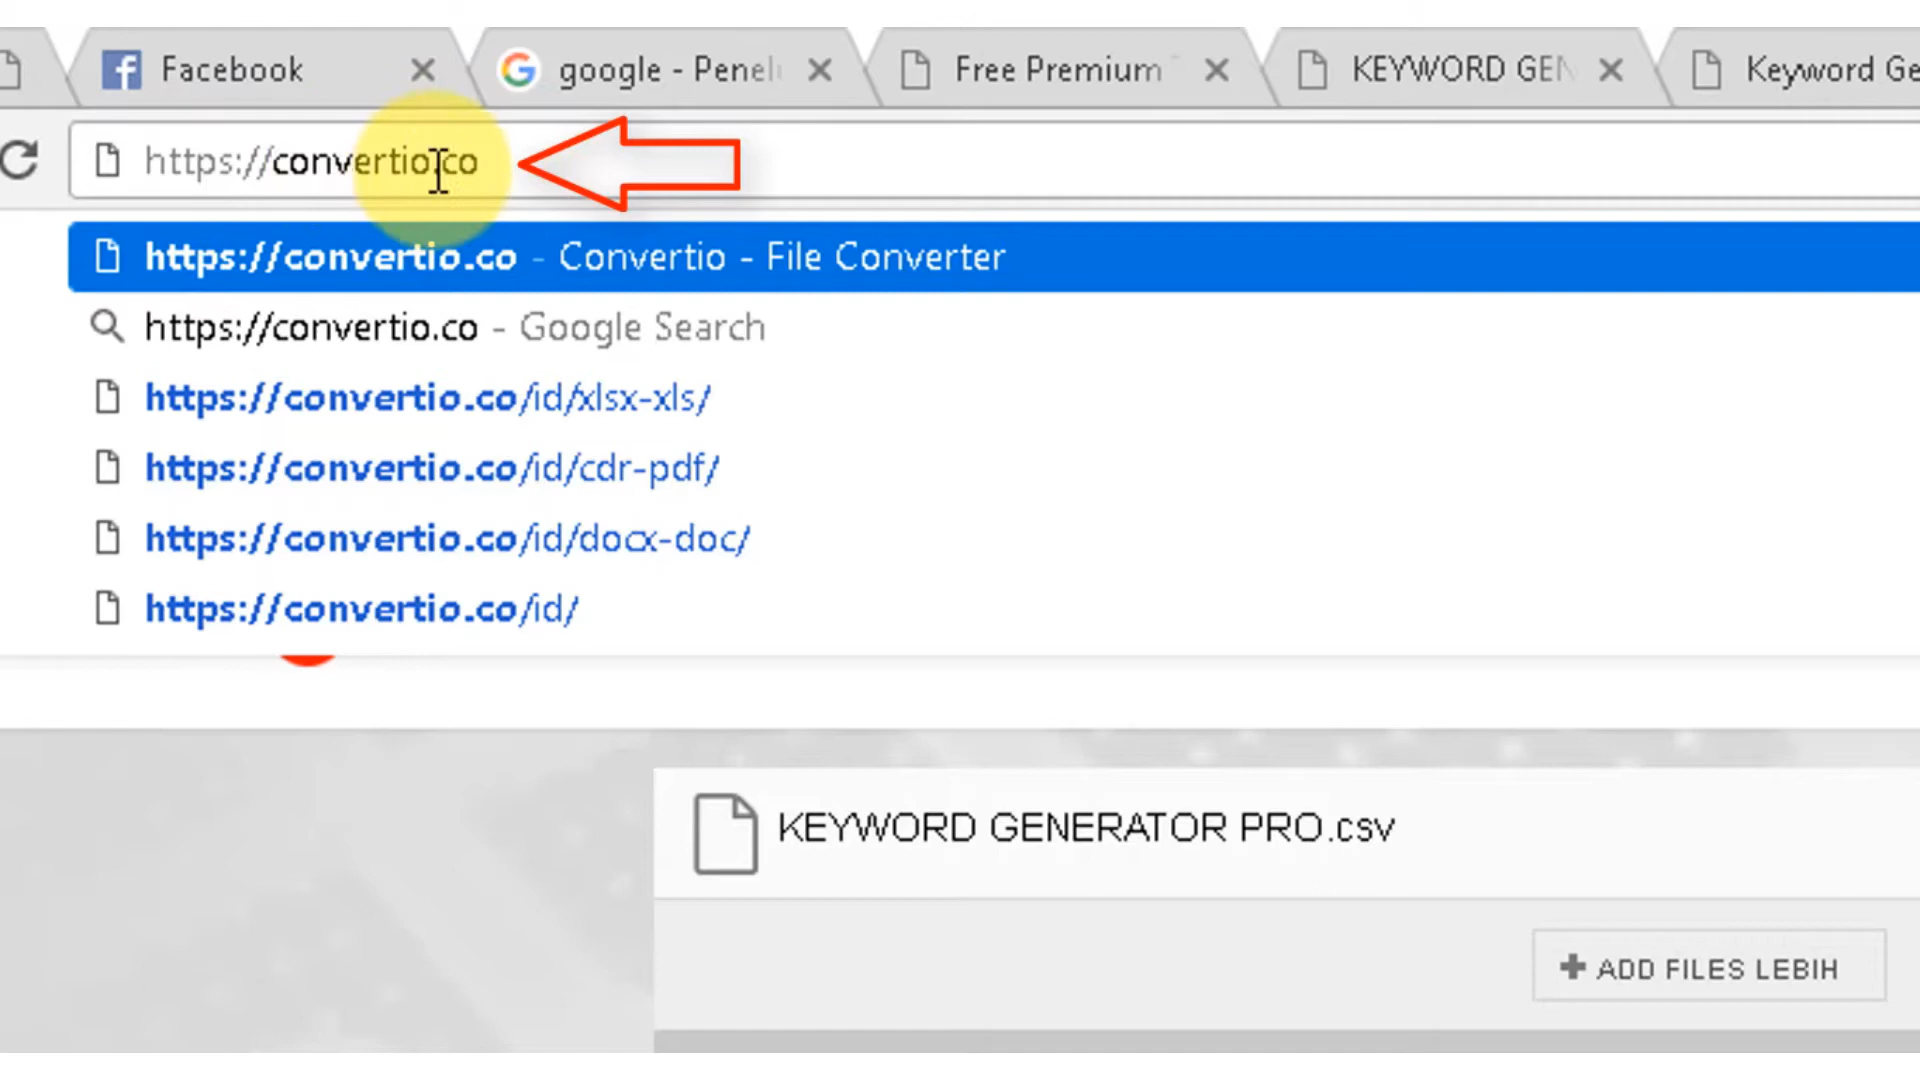 Facebook
google - Penel
Free Premium
KEYWORD GEN
Keyword Ge
https://convertio.co
https://convertio.co - Convertio - File Converter
https://convertio.co - Google Search
https://convertio.co/id/xlsx-xls/
https://convertio.co/id/cdr-pdf/
https://convertio.co/id/docx-doc/
https://convertio.co/id/
KEYWORD GENERATOR PRO.csv
ADD FILES LEBIH